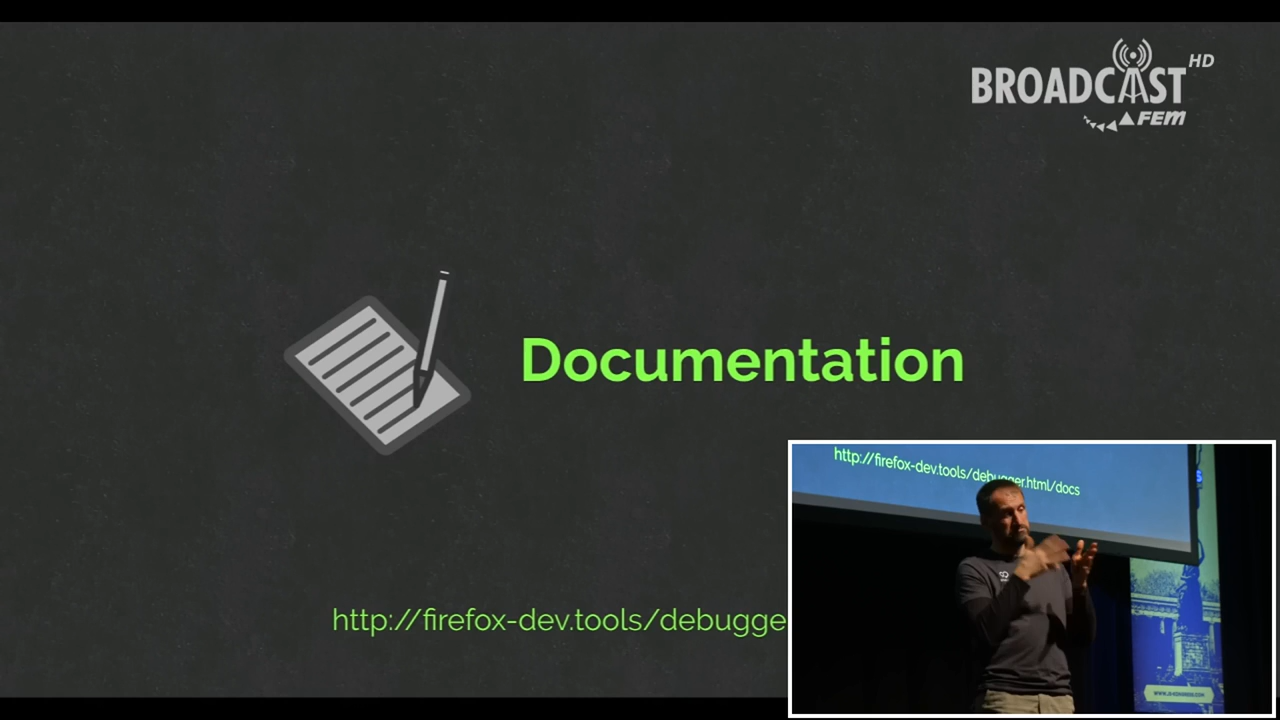 BROADCAST HD
FEM
Documentation
http://firefox-dev.tools/debugge
http://firefox-dev.tools/debugger.html/docs